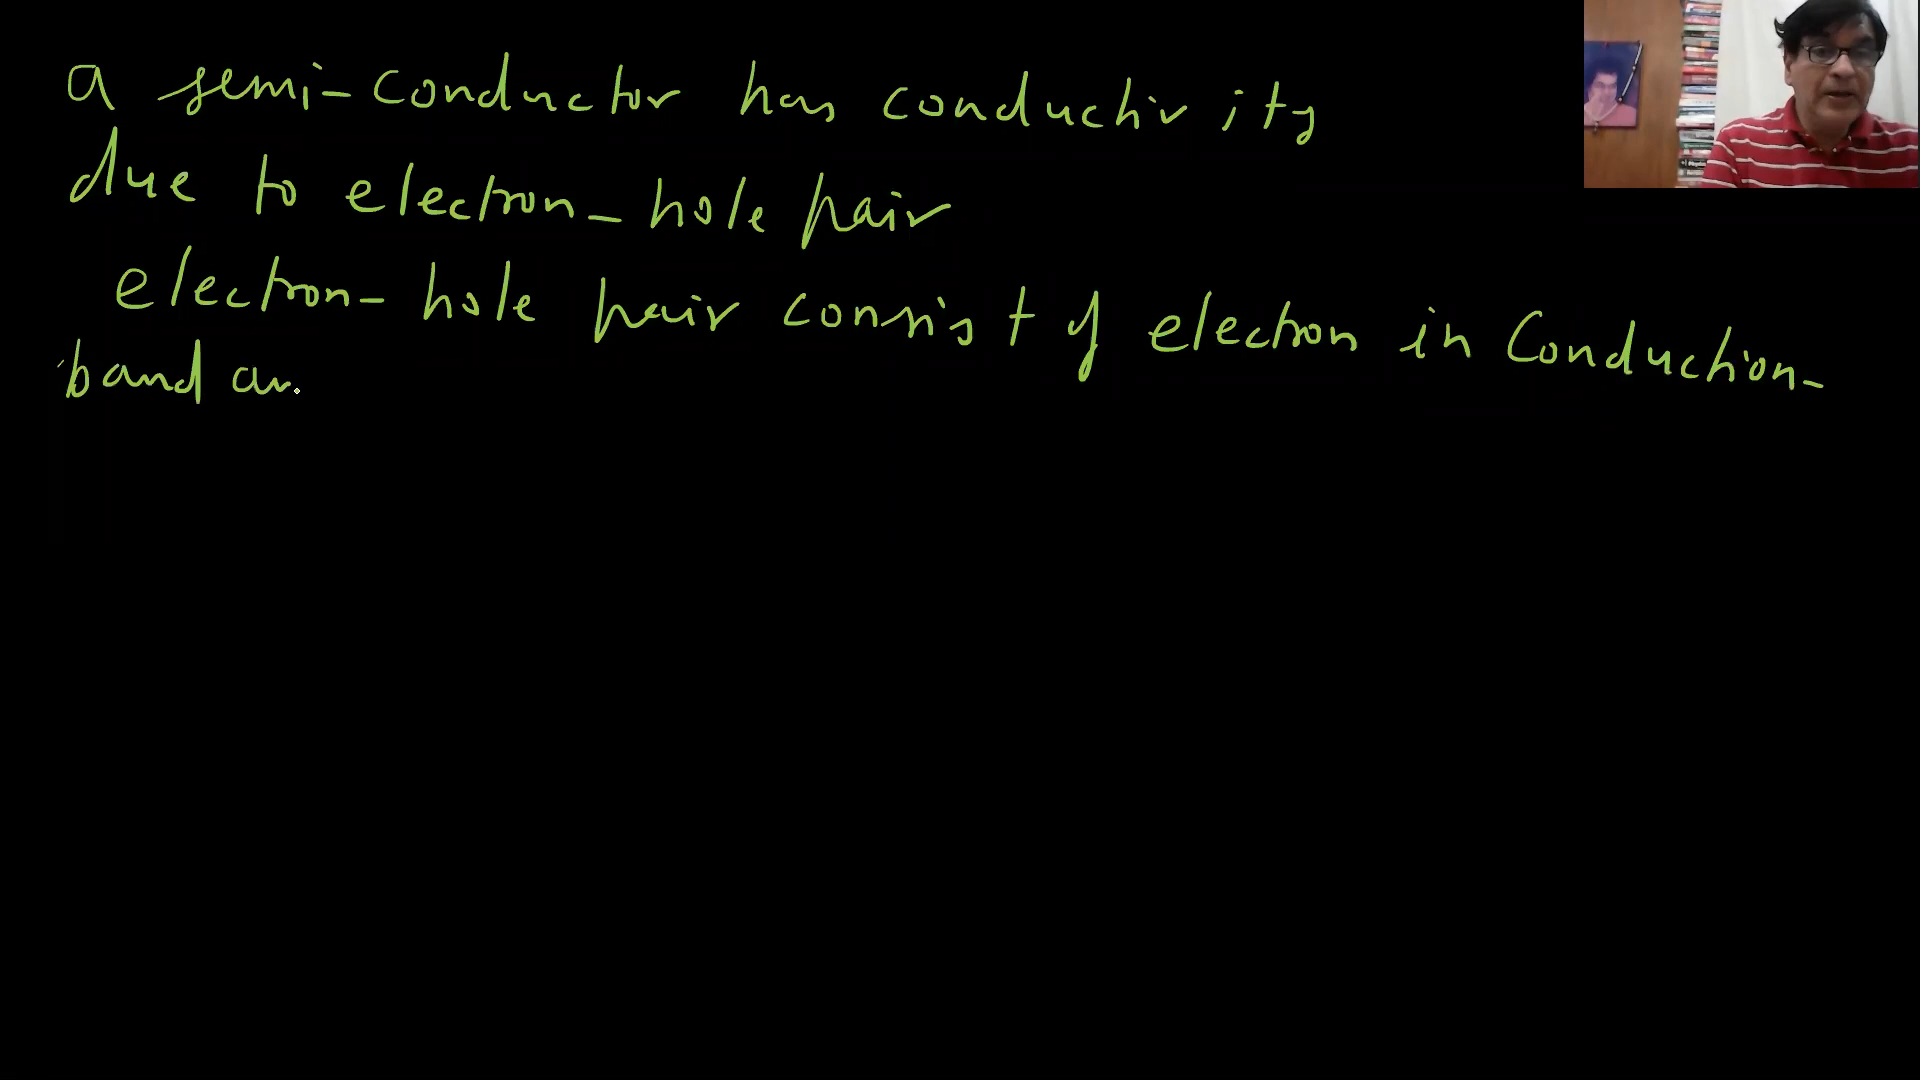 a semi-conductor has conductivity
due to electron-hole pair
electron-hole pair consist of electron in Conduction-
band an